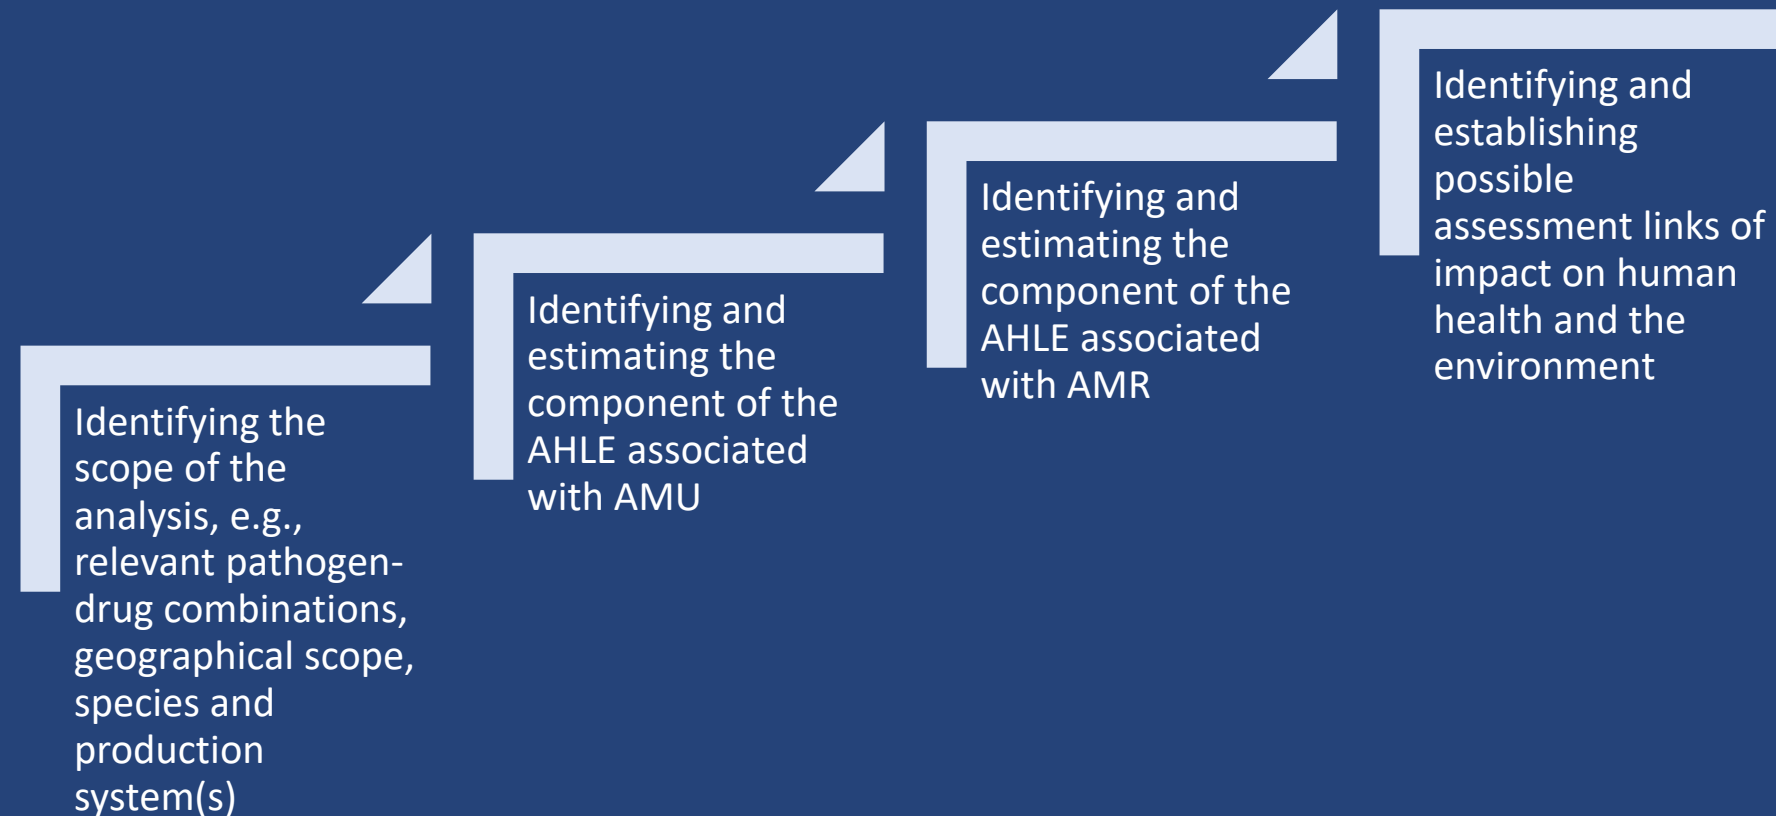 Identifying the
scope of the
analysis, e.g.,
relevant pathogen-
drug combinations,
geographical scope,
species and
production
system(s)
Identifying and
estimating the
component of the
AHLE associated
with AMU
Identifying and
estimating the
component of the
AHLE associated
with AMR
Identifying and
establishing
possible
assessment links of
impact on human
health and the
environment